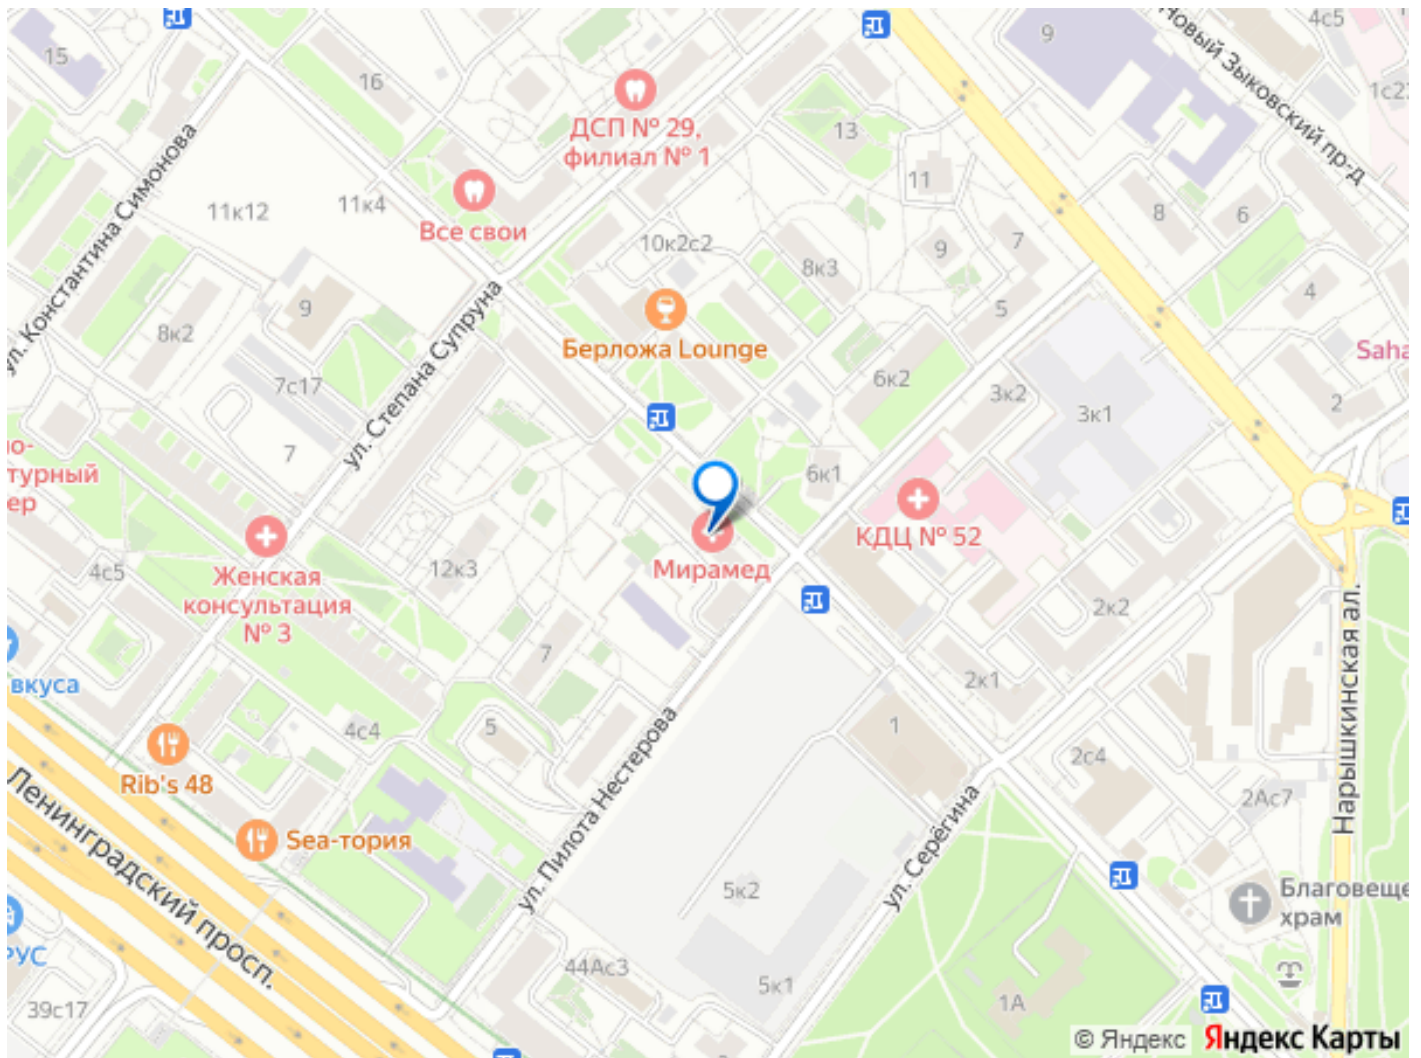 15
16
4с5
9
Новый Зыковский пр-д
ДСП № 29,
филиал № 1
13
11
ул. Константина Симонова
11к12
11к4
Все свои
10к2с2
8к3
9
7
8
6
5
4
8к2
9
ул. Степана Супруна
Берложа Lounge
6к2
3к2
3к1
2
Saha
7с17
7
6к1
КДЦ № 52
о-
турный
ер
Женская
консультация
№ 3
4с5
12к3
Мирамед
2к2
2к1
Нарышкинская ал.
7
5
4с4
вкуса
Rib's 48
Sea-тория
Ленинградский просп.
ул. Пилота Нестерова
1
2с4
2Ас7
ул. Серёгина
5к2
5к1
44Ас3
1А
Благовеще
храм
РУС
39с17
© Яндекс Яндекс Карты